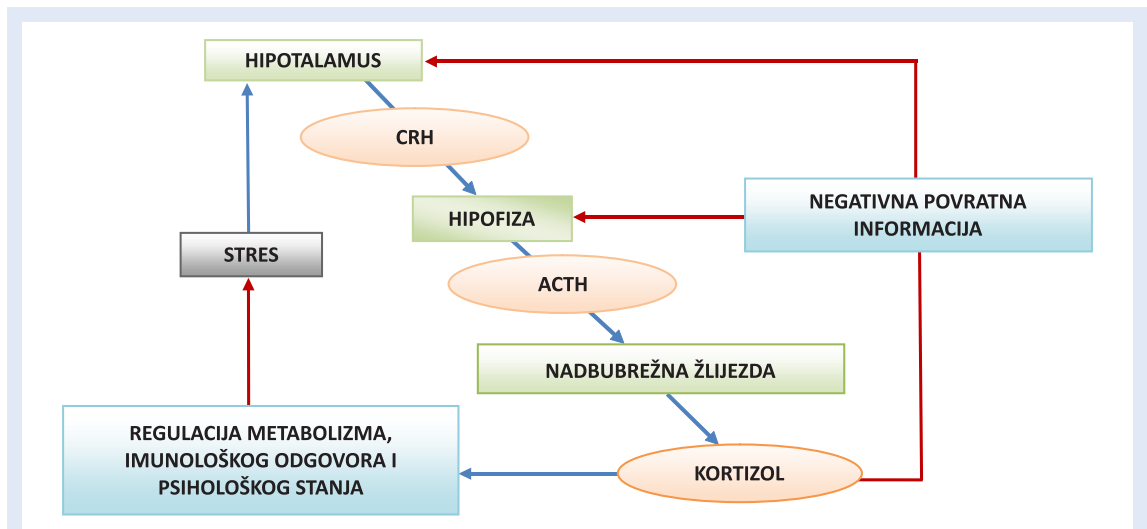 HIPOTALAMUS
CRH
HIPOFIZA
NEGATIVNA POVRATNA
INFORMACIJA
STRES
ACTH
NADBUBREŽNA ŽLIJEZDA
REGULACIJA METABOLIZMA,
IMUNOLOŠKOG ODGOVORA I
PSIHOLOŠKOG STANJA
KORTIZOL